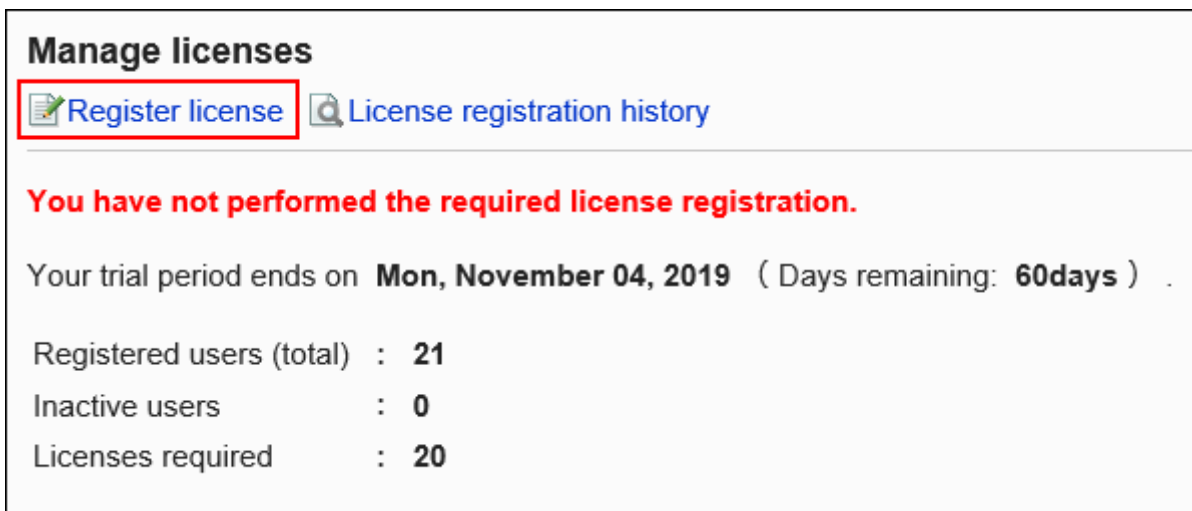 Manage licenses
Register license License registration history
You have not performed the required license registration.
Your trial period ends on Mon, November 04, 2019 ( Days remaining: 60days ) .
Registered users (total) : 21
Inactive users : 0
Licenses required : 20